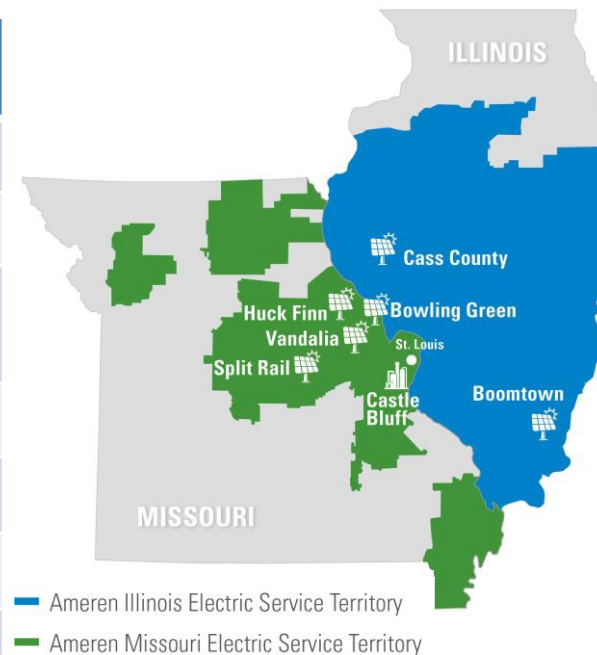 ILLINOIS
Cass County
Huck Finn
Bowling Green
Vandalia
St. Louis
Split Rail
Castle
Bluff
Boomtown
MISSOURI
Ameren Illinois Electric Service Territory
Ameren Missouri Electric Service Territory